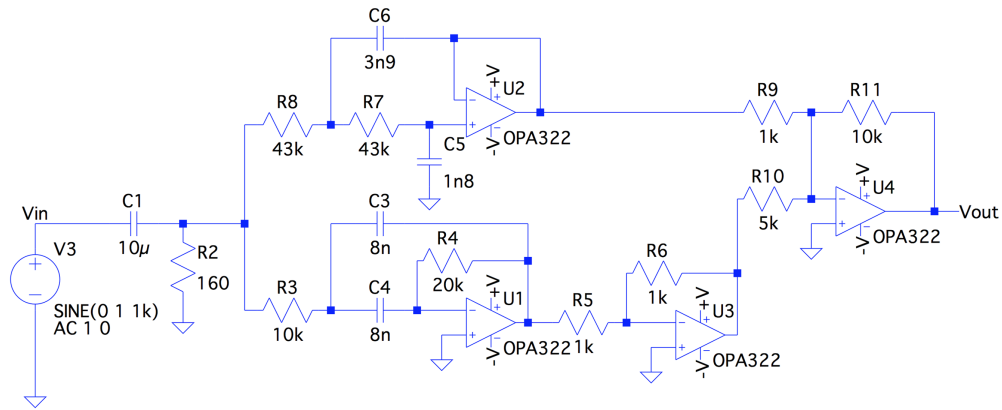 C6
3n9
+V
U2
R8
43k
R7
43k
−
+
+
−
-V
OPA322
C5
1n8
R9
1k
R11
10k
R10
5k
+V
U4
−
+
+
−
-V
OPA322
Vout
Vin
C1
10µ
R2
160
V3
+
−
SINE(0 1 1k)
AC 1 0
C3
8n
R4
20k
R3
10k
C4
8n
+V
U1
−
+
+
−
-V
OPA322
R5
1k
R6
1k
+V
U3
−
+
+
−
-V
OPA322